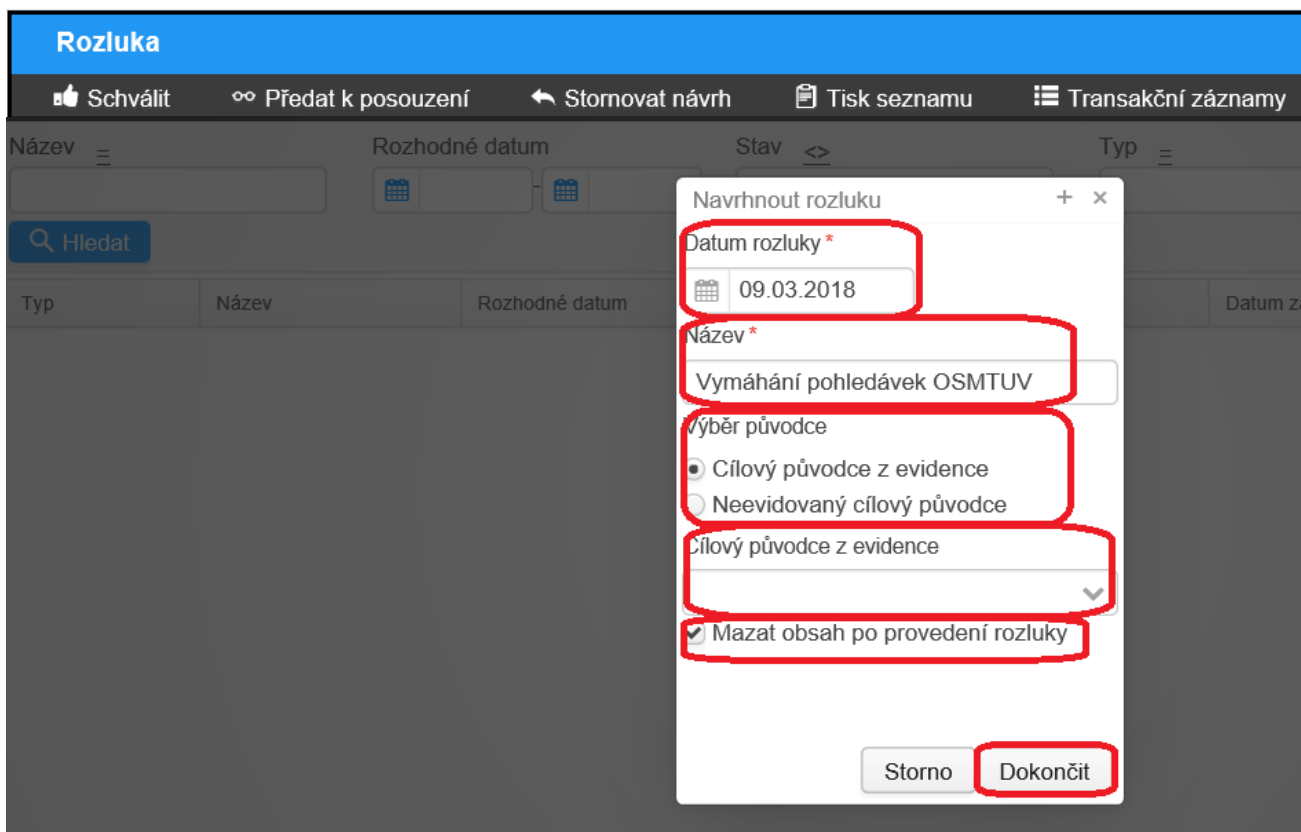 Rozluka
Schválit Předat k posouzení Stornovat návrh Tisk seznamu Transakční záznamy
Název = Rozhodné datum Stav <> Typ =
-
Hledat
Typ Název Rozhodné datum Datum
Navrhnout rozluku + ×
Datum rozluky *
09.03.2018
Název *
Vymáhání pohledávek OSMTUV
Výběr původce
Cílový původce z evidence
Neevidovaný cílový původce
Cílový původce z evidence
Mazat obsah po provedení rozluky
Storno Dokončit